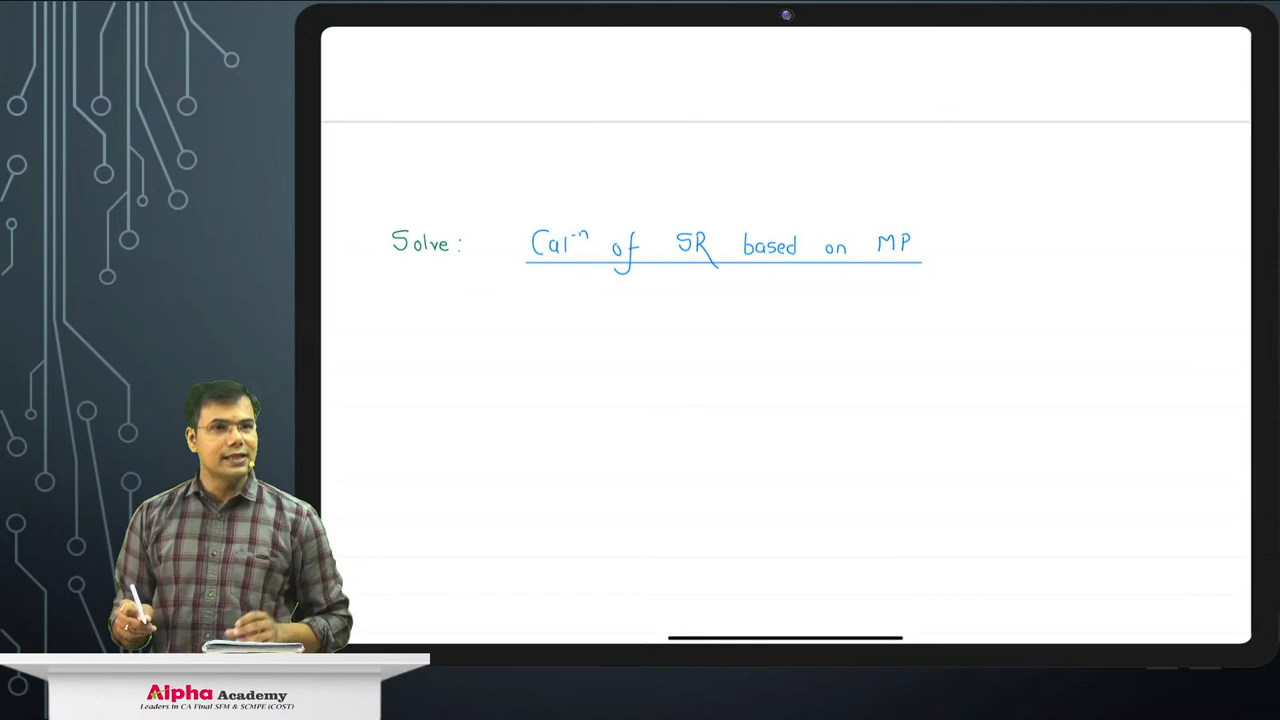 Solve: Cal⁻ⁿ of SR based on MP
Alpha Academy
Leaders in CA Final SFM & SCMPE (COST)